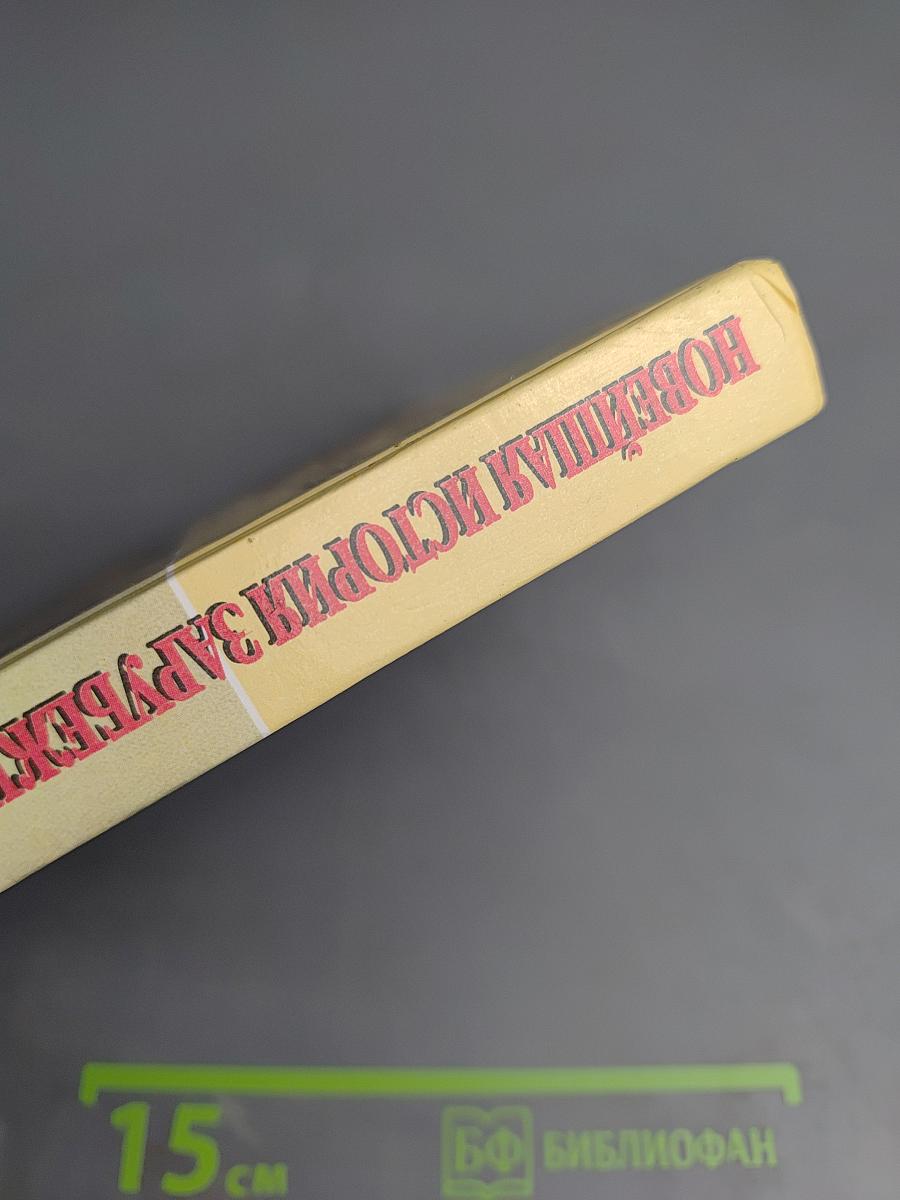 НОВЕЙШАЯ ИСТОРИЯ ЗАРУБЕЖ
15 см
БФ БИБЛИОФАН